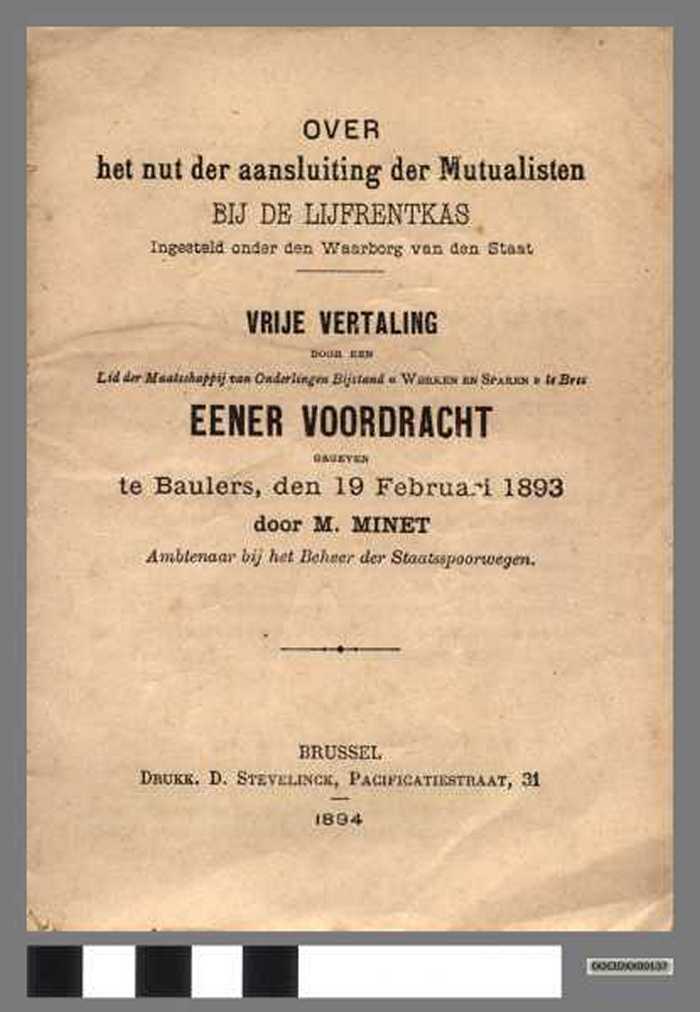 OVER
het nut der aansluiting der Mutualisten
BIJ DE LIJFRENTKAS
Ingesteld onder den Waarborg van den Staat
VRIJE VERTALING
DOOR EEN
Lid der Maatschappij van Onderlingen Bijstand « WERKEN EN SPAREN » te Bres
EENER VOORDRACHT
GEGEVEN
te Baulers, den 19 Februari 1893
door M. MINET
Ambtenaar bij het Beheer der Staatsspoorwegen.
BRUSSEL
DRUKK. D. STEVELINCK, PACIFICATIESTRAAT, 31
1894